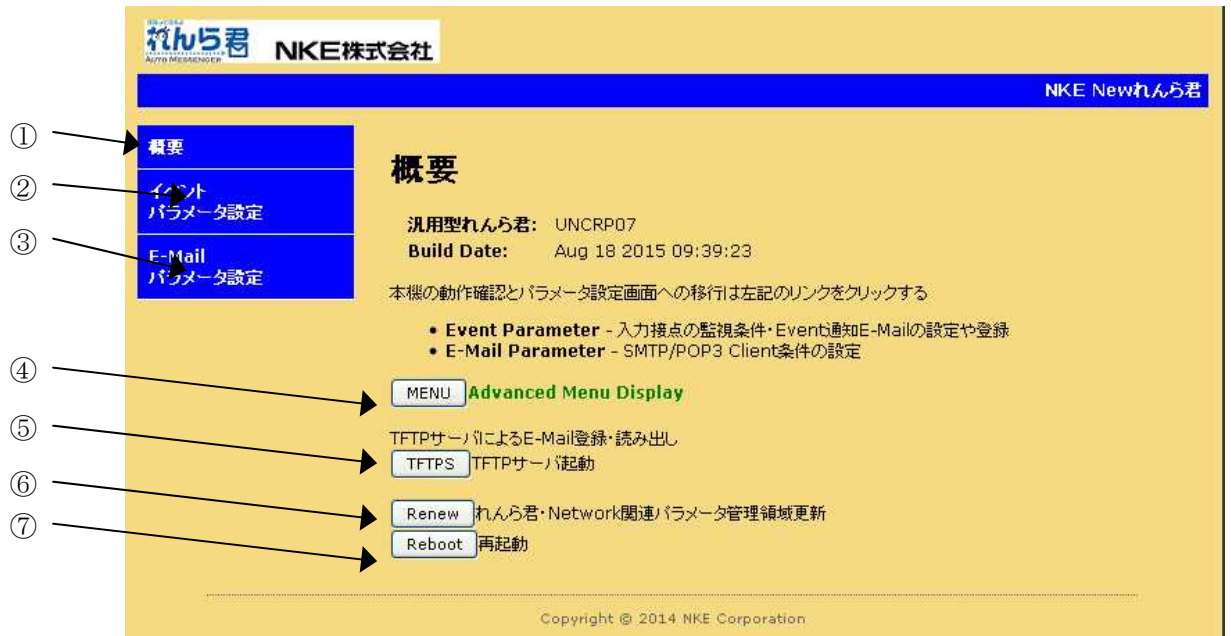 れんら君
AUTO MESSENGER
NKE株式会社
NKE Newれんら君
① 概要
② イベント
パラメータ設定
③ E-Mail
パラメータ設定
概要
汎用型れんら君: UNCRP07
Build Date: Aug 18 2015 09:39:23
本機の動作確認とパラメータ設定画面への移行は左記のリンクをクリックする
• Event Parameter - 入力接点の監視条件・Event通知E-Mailの設定や登録
• E-Mail Parameter - SMTP/POP3 Client条件の設定
④ MENU Advanced Menu Display
TFTPサーバによるE-Mail登録・読み出し
⑤ TFTPS TFTPサーバ起動
⑥ Renew れんら君・Network関連パラメータ管理領域更新
⑦ Reboot 再起動
Copyright © 2014 NKE Corporation